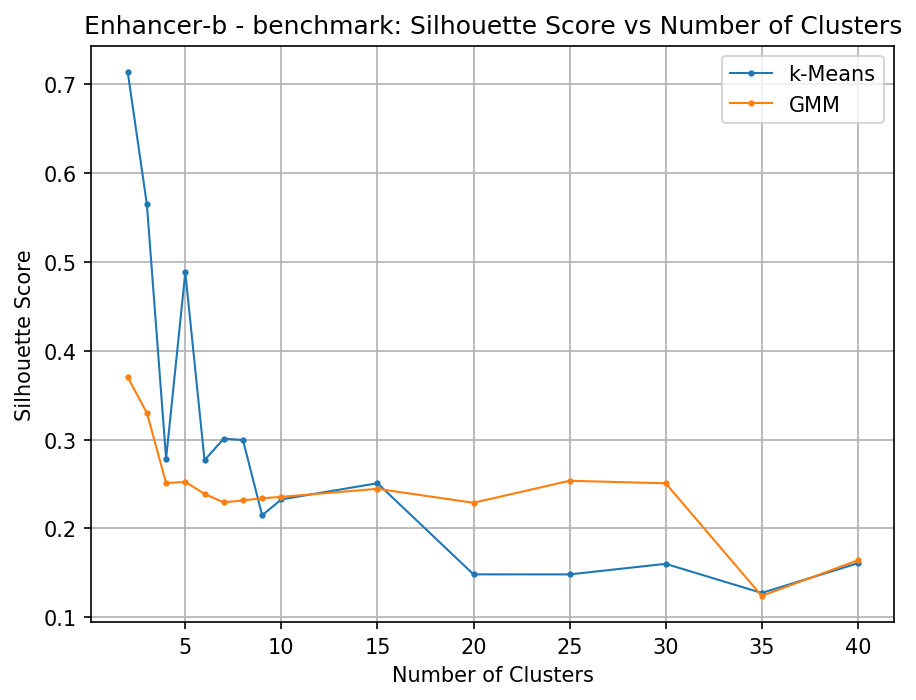 Enhancer-b - benchmark: Silhouette Score vs Number of Clusters
k-Means
GMM
Silhouette Score
0.7
0.6
0.5
0.4
0.3
0.2
0.1
5 10 15 20 25 30 35 40
Number of Clusters